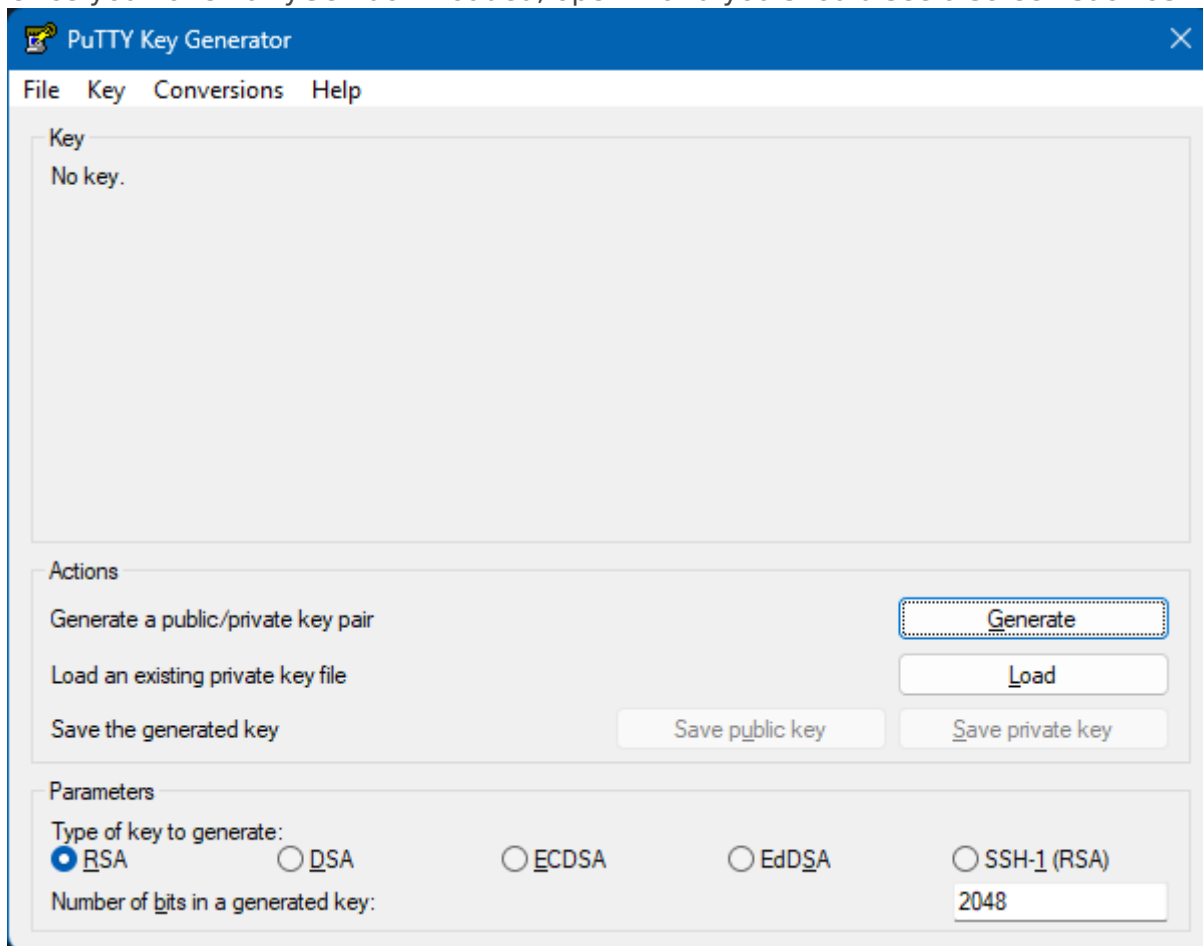 PuTTY Key Generator
File Key Conversions Help
Key
No key.
Actions
Generate a public/private key pair Generate
Load an existing private key file Load
Save the generated key Save public key Save private key
Parameters
Type of key to generate:
RSA DSA ECDSA EdDSA SSH-1 (RSA)
Number of bits in a generated key: 2048